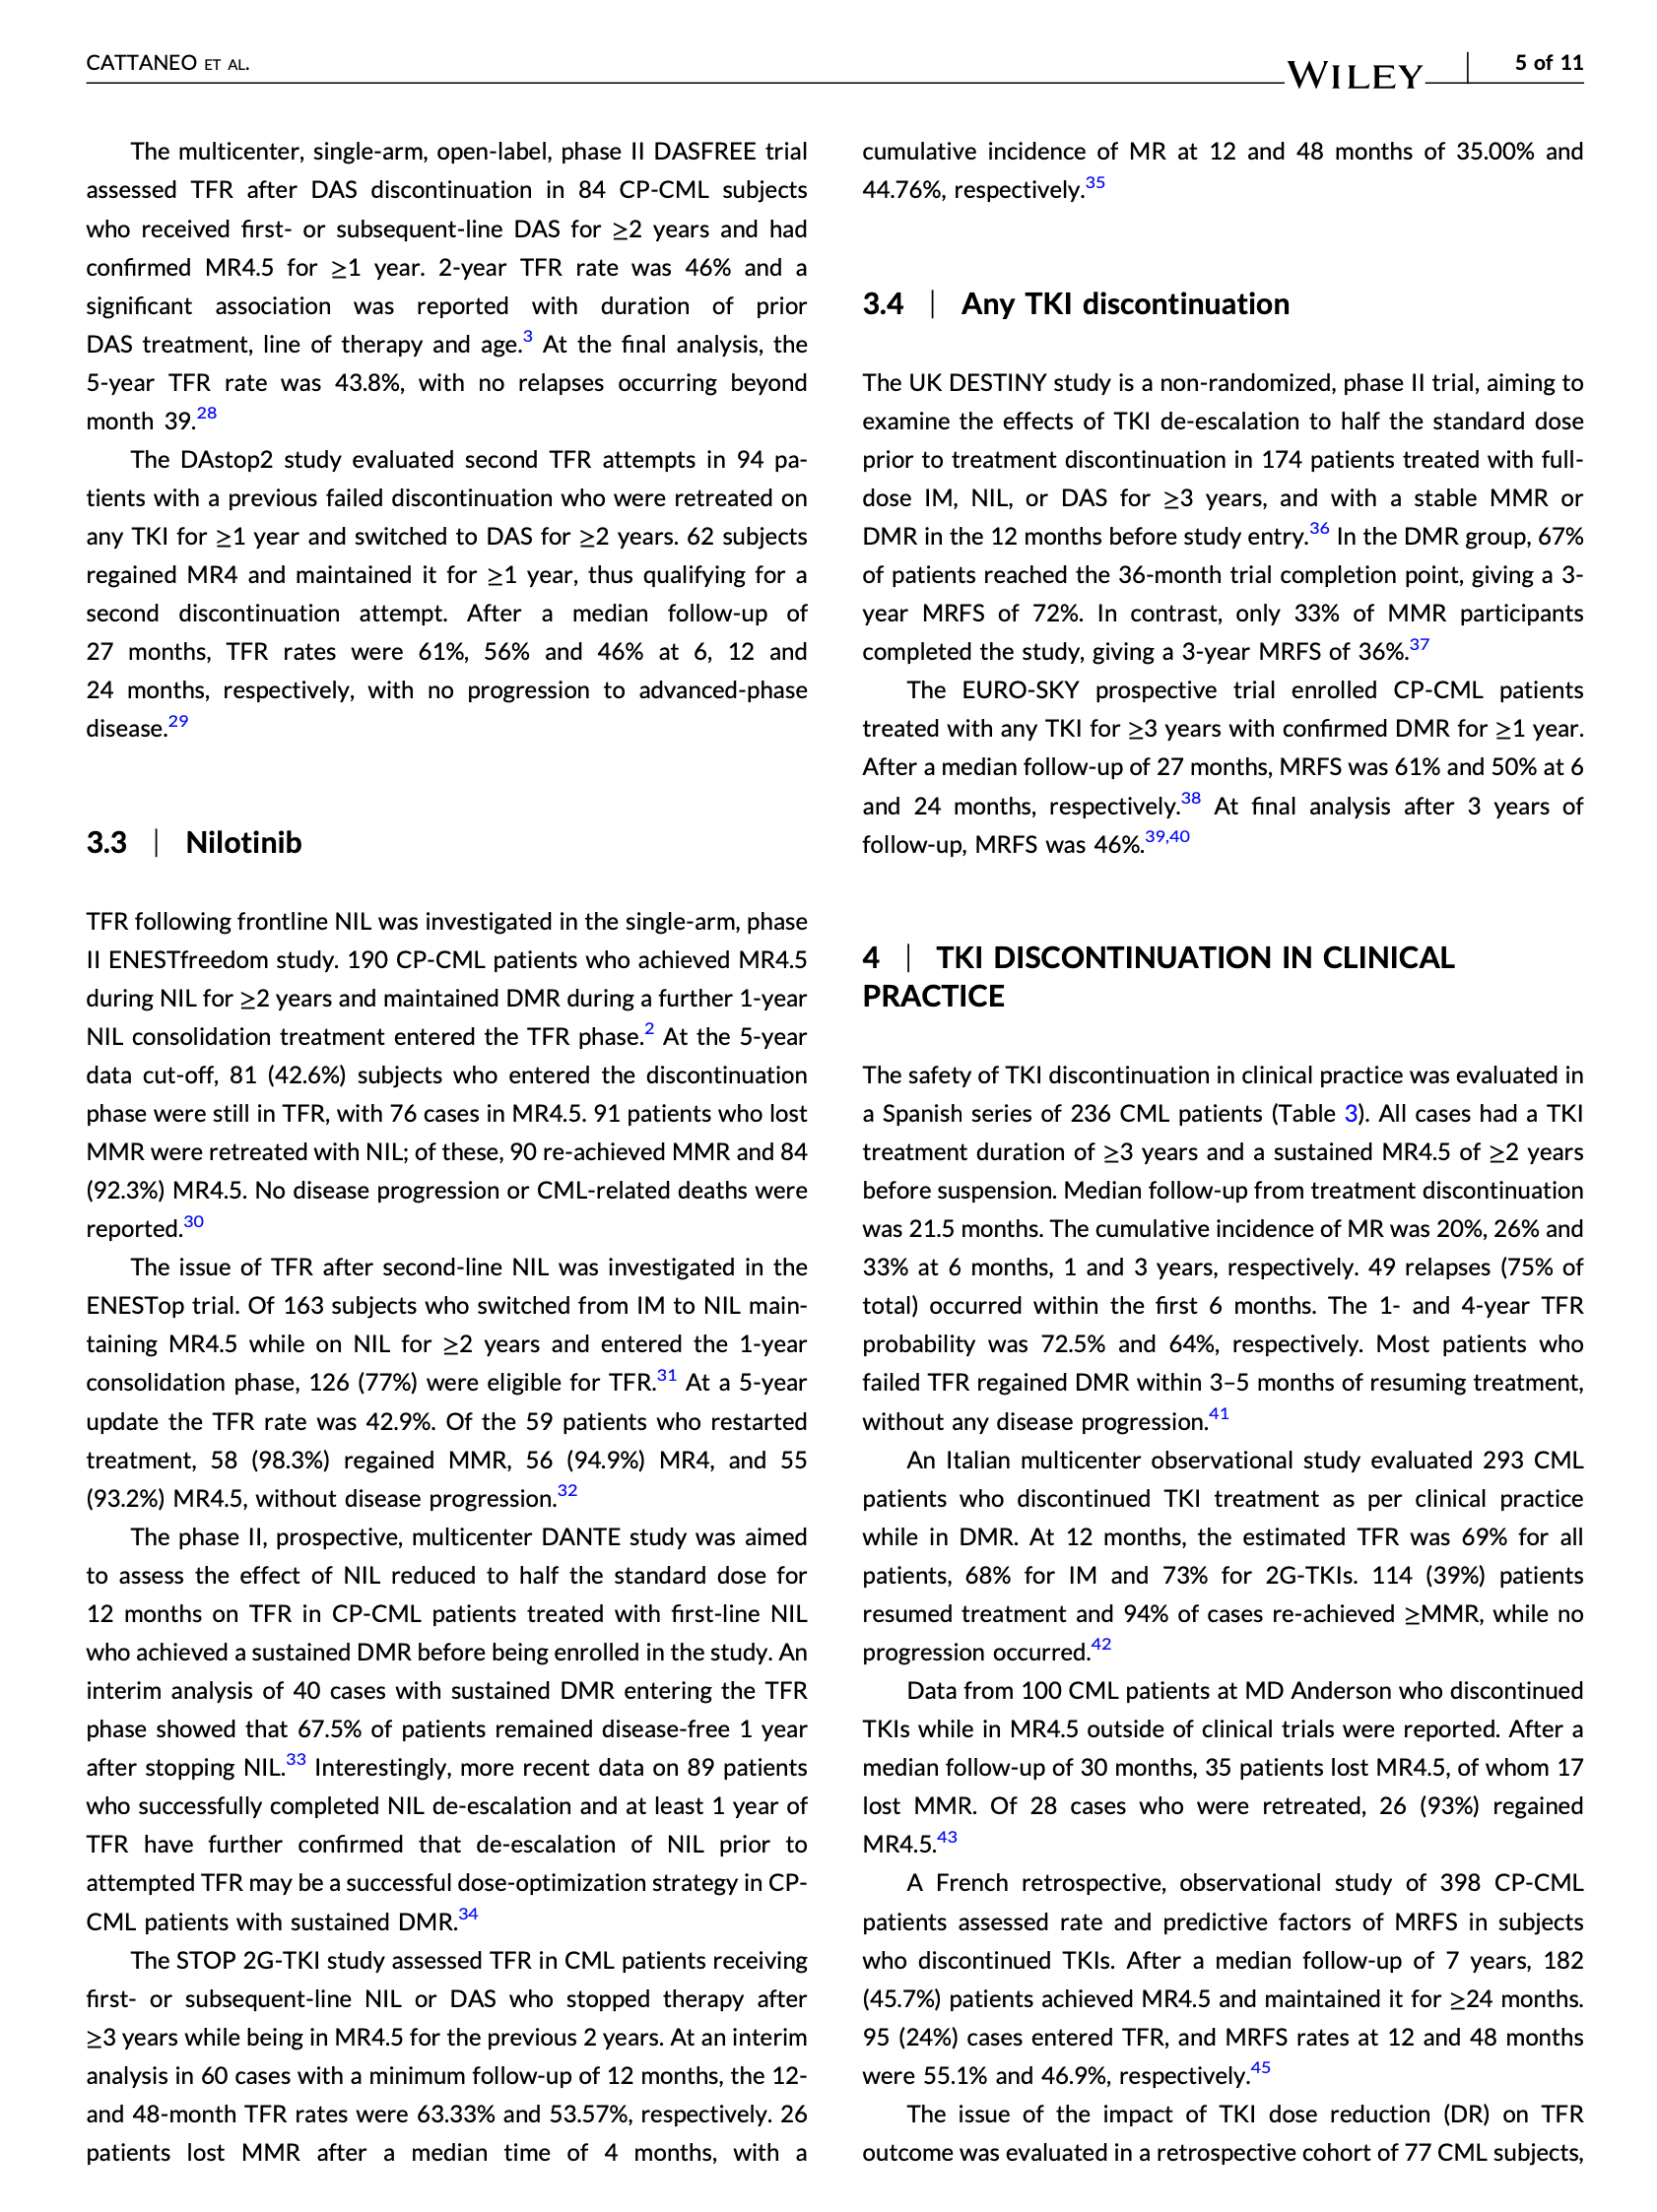 CATTANEO ET AL.
WILEY
5 of 11
The multicenter, single-arm, open-label, phase II DASFREE trial
assessed TFR after DAS discontinuation in 84 CP-CML subjects
who received first- or subsequent-line DAS for ≥2 years and had
confirmed MR4.5 for ≥1 year. 2-year TFR rate was 46% and a
significant association was reported with duration of prior
DAS treatment, line of therapy and age.3 At the final analysis, the
5-year TFR rate was 43.8%, with no relapses occurring beyond
month 39.28
The DAstop2 study evaluated second TFR attempts in 94 pa-
tients with a previous failed discontinuation who were retreated on
any TKI for ≥1 year and switched to DAS for ≥2 years. 62 subjects
regained MR4 and maintained it for ≥1 year, thus qualifying for a
second discontinuation attempt. After a median follow-up of
27 months, TFR rates were 61%, 56% and 46% at 6, 12 and
24 months, respectively, with no progression to advanced-phase
disease.29
3.3 | Nilotinib
TFR following frontline NIL was investigated in the single-arm, phase
II ENESTfreedom study. 190 CP-CML patients who achieved MR4.5
during NIL for ≥2 years and maintained DMR during a further 1-year
NIL consolidation treatment entered the TFR phase.2 At the 5-year
data cut-off, 81 (42.6%) subjects who entered the discontinuation
phase were still in TFR, with 76 cases in MR4.5. 91 patients who lost
MMR were retreated with NIL; of these, 90 re-achieved MMR and 84
(92.3%) MR4.5. No disease progression or CML-related deaths were
reported.30
The issue of TFR after second-line NIL was investigated in the
ENESTop trial. Of 163 subjects who switched from IM to NIL main-
taining MR4.5 while on NIL for ≥2 years and entered the 1-year
consolidation phase, 126 (77%) were eligible for TFR.31 At a 5-year
update the TFR rate was 42.9%. Of the 59 patients who restarted
treatment, 58 (98.3%) regained MMR, 56 (94.9%) MR4, and 55
(93.2%) MR4.5, without disease progression.32
The phase II, prospective, multicenter DANTE study was aimed
to assess the effect of NIL reduced to half the standard dose for
12 months on TFR in CP-CML patients treated with first-line NIL
who achieved a sustained DMR before being enrolled in the study. An
interim analysis of 40 cases with sustained DMR entering the TFR
phase showed that 67.5% of patients remained disease-free 1 year
after stopping NIL.33 Interestingly, more recent data on 89 patients
who successfully completed NIL de-escalation and at least 1 year of
TFR have further confirmed that de-escalation of NIL prior to
attempted TFR may be a successful dose-optimization strategy in CP-
CML patients with sustained DMR.34
The STOP 2G-TKI study assessed TFR in CML patients receiving
first- or subsequent-line NIL or DAS who stopped therapy after
≥3 years while being in MR4.5 for the previous 2 years. At an interim
analysis in 60 cases with a minimum follow-up of 12 months, the 12-
and 48-month TFR rates were 63.33% and 53.57%, respectively. 26
patients lost MMR after a median time of 4 months, with a
cumulative incidence of MR at 12 and 48 months of 35.00% and
44.76%, respectively.35
3.4 | Any TKI discontinuation
The UK DESTINY study is a non-randomized, phase II trial, aiming to
examine the effects of TKI de-escalation to half the standard dose
prior to treatment discontinuation in 174 patients treated with full-
dose IM, NIL, or DAS for ≥3 years, and with a stable MMR or
DMR in the 12 months before study entry.36 In the DMR group, 67%
of patients reached the 36-month trial completion point, giving a 3-
year MRFS of 72%. In contrast, only 33% of MMR participants
completed the study, giving a 3-year MRFS of 36%.37
The EURO-SKY prospective trial enrolled CP-CML patients
treated with any TKI for ≥3 years with confirmed DMR for ≥1 year.
After a median follow-up of 27 months, MRFS was 61% and 50% at 6
and 24 months, respectively.38 At final analysis after 3 years of
follow-up, MRFS was 46%.39,40
4 | TKI DISCONTINUATION IN CLINICAL
PRACTICE
The safety of TKI discontinuation in clinical practice was evaluated in
a Spanish series of 236 CML patients (Table 3). All cases had a TKI
treatment duration of ≥3 years and a sustained MR4.5 of ≥2 years
before suspension. Median follow-up from treatment discontinuation
was 21.5 months. The cumulative incidence of MR was 20%, 26% and
33% at 6 months, 1 and 3 years, respectively. 49 relapses (75% of
total) occurred within the first 6 months. The 1- and 4-year TFR
probability was 72.5% and 64%, respectively. Most patients who
failed TFR regained DMR within 3–5 months of resuming treatment,
without any disease progression.41
An Italian multicenter observational study evaluated 293 CML
patients who discontinued TKI treatment as per clinical practice
while in DMR. At 12 months, the estimated TFR was 69% for all
patients, 68% for IM and 73% for 2G-TKIs. 114 (39%) patients
resumed treatment and 94% of cases re-achieved ≥MMR, while no
progression occurred.42
Data from 100 CML patients at MD Anderson who discontinued
TKIs while in MR4.5 outside of clinical trials were reported. After a
median follow-up of 30 months, 35 patients lost MR4.5, of whom 17
lost MMR. Of 28 cases who were retreated, 26 (93%) regained
MR4.5.43
A French retrospective, observational study of 398 CP-CML
patients assessed rate and predictive factors of MRFS in subjects
who discontinued TKIs. After a median follow-up of 7 years, 182
(45.7%) patients achieved MR4.5 and maintained it for ≥24 months.
95 (24%) cases entered TFR, and MRFS rates at 12 and 48 months
were 55.1% and 46.9%, respectively.45
The issue of the impact of TKI dose reduction (DR) on TFR
outcome was evaluated in a retrospective cohort of 77 CML subjects,